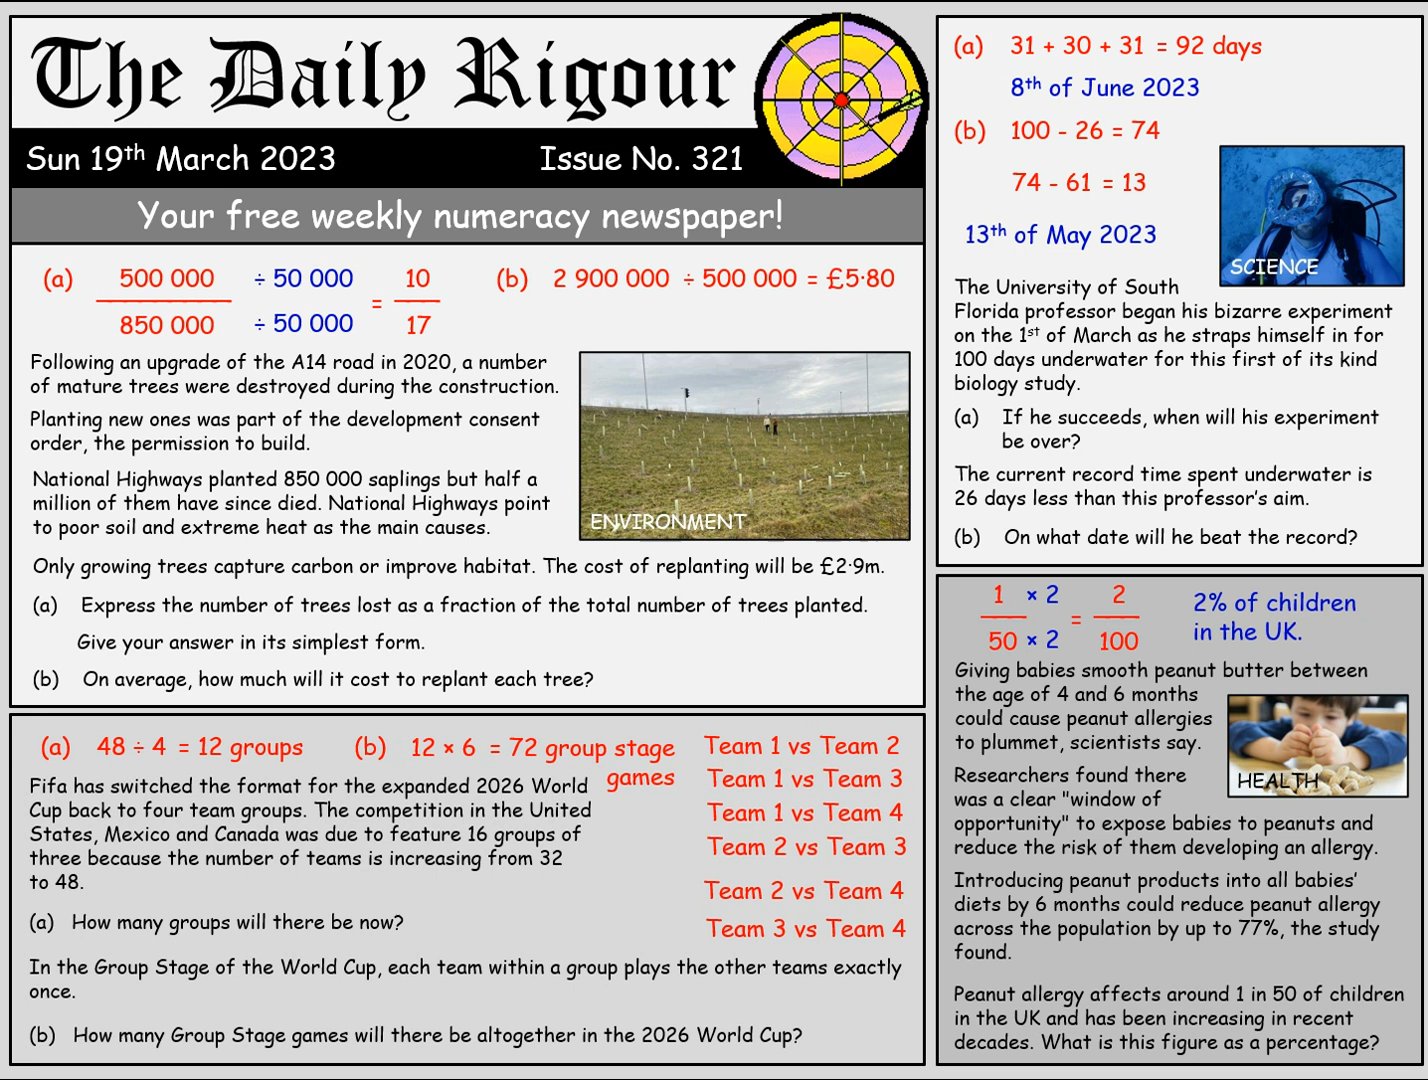 The Daily Rigour
Sun 19th March 2023 Issue No. 321
Your free weekly numeracy newspaper!
(a) 500 000 ÷ 50 000 = 10 (b) 2 900 000 ÷ 500 000 = £5·80
850 000 ÷ 50 000 17
Following an upgrade of the A14 road in 2020, a number
of mature trees were destroyed during the construction.
Planting new ones was part of the development consent
order, the permission to build.
National Highways planted 850 000 saplings but half a
million of them have since died. National Highways point
to poor soil and extreme heat as the main causes.
ENVIRONMENT
Only growing trees capture carbon or improve habitat. The cost of replanting will be £2·9m.
(a) Express the number of trees lost as a fraction of the total number of trees planted.
Give your answer in its simplest form.
(b) On average, how much will it cost to replant each tree?
(a) 48 ÷ 4 = 12 groups (b) 12 × 6 = 72 group stage
games
Team 1 vs Team 2
Team 1 vs Team 3
Team 1 vs Team 4
Team 2 vs Team 3
Team 2 vs Team 4
Team 3 vs Team 4
Fifa has switched the format for the expanded 2026 World
Cup back to four team groups. The competition in the United
States, Mexico and Canada was due to feature 16 groups of
three because the number of teams is increasing from 32
to 48.
(a) How many groups will there be now?
In the Group Stage of the World Cup, each team within a group plays the other teams exactly
once.
(b) How many Group Stage games will there be altogether in the 2026 World Cup?
(a) 31 + 30 + 31 = 92 days
8th of June 2023
(b) 100 - 26 = 74
74 - 61 = 13
13th of May 2023
SCIENCE
The University of South
Florida professor began his bizarre experiment
on the 1st of March as he straps himself in for
100 days underwater for this first of its kind
biology study.
(a) If he succeeds, when will his experiment
be over?
The current record time spent underwater is
26 days less than this professor's aim.
(b) On what date will he beat the record?
1 × 2 = 2
50 × 2 100
2% of children
in the UK.
Giving babies smooth peanut butter between
the age of 4 and 6 months
could cause peanut allergies
to plummet, scientists say.
HEALTH
Researchers found there
was a clear "window of
opportunity" to expose babies to peanuts and
reduce the risk of them developing an allergy.
Introducing peanut products into all babies'
diets by 6 months could reduce peanut allergy
across the population by up to 77%, the study
found.
Peanut allergy affects around 1 in 50 of children
in the UK and has been increasing in recent
decades. What is this figure as a percentage?